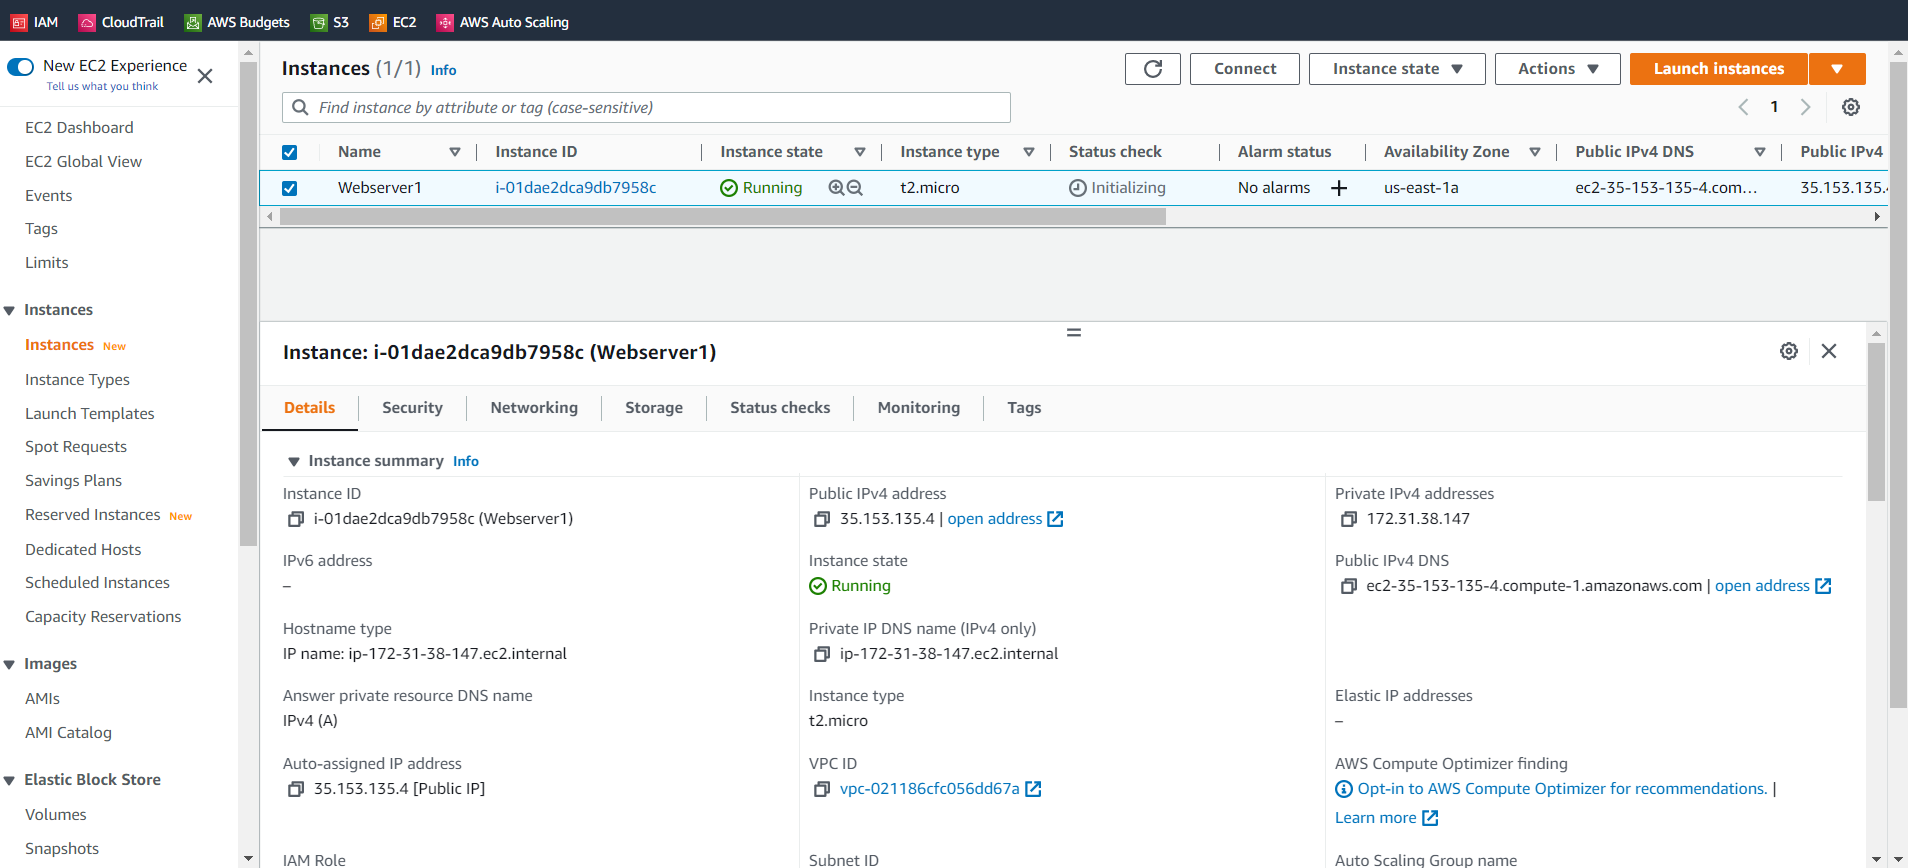 IAM CloudTrail AWS Budgets S3 EC2 AWS Auto Scaling
New EC2 Experience
Tell us what you think
EC2 Dashboard
EC2 Global View
Events
Tags
Limits
Instances
Instances New
Instance Types
Launch Templates
Spot Requests
Savings Plans
Reserved Instances New
Dedicated Hosts
Scheduled Instances
Capacity Reservations
Images
AMIs
AMI Catalog
Elastic Block Store
Volumes
Snapshots
Instances (1/1) Info
Connect Instance state Actions Launch instances
Find instance by attribute or tag (case-sensitive)
1
Name Instance ID Instance state Instance type Status check Alarm status Availability Zone Public IPv4 DNS Public IPv4
Webserver1 i-01dae2dca9db7958c Running t2.micro Initializing No alarms + us-east-1a ec2-35-153-135-4.com... 35.153.135.
Instance: i-01dae2dca9db7958c (Webserver1)
Details Security Networking Storage Status checks Monitoring Tags
Instance summary Info
Instance ID
i-01dae2dca9db7958c (Webserver1)
Public IPv4 address
35.153.135.4 | open address
Private IPv4 addresses
172.31.38.147
IPv6 address
–
Instance state
Running
Public IPv4 DNS
ec2-35-153-135-4.compute-1.amazonaws.com | open address
Hostname type
IP name: ip-172-31-38-147.ec2.internal
Private IP DNS name (IPv4 only)
ip-172-31-38-147.ec2.internal
Answer private resource DNS name
IPv4 (A)
Instance type
t2.micro
Elastic IP addresses
–
Auto-assigned IP address
35.153.135.4 [Public IP]
VPC ID
vpc-021186cfc056dd67a
AWS Compute Optimizer finding
Opt-in to AWS Compute Optimizer for recommendations. |
Learn more
IAM Role
Subnet ID
Auto Scaling Group name